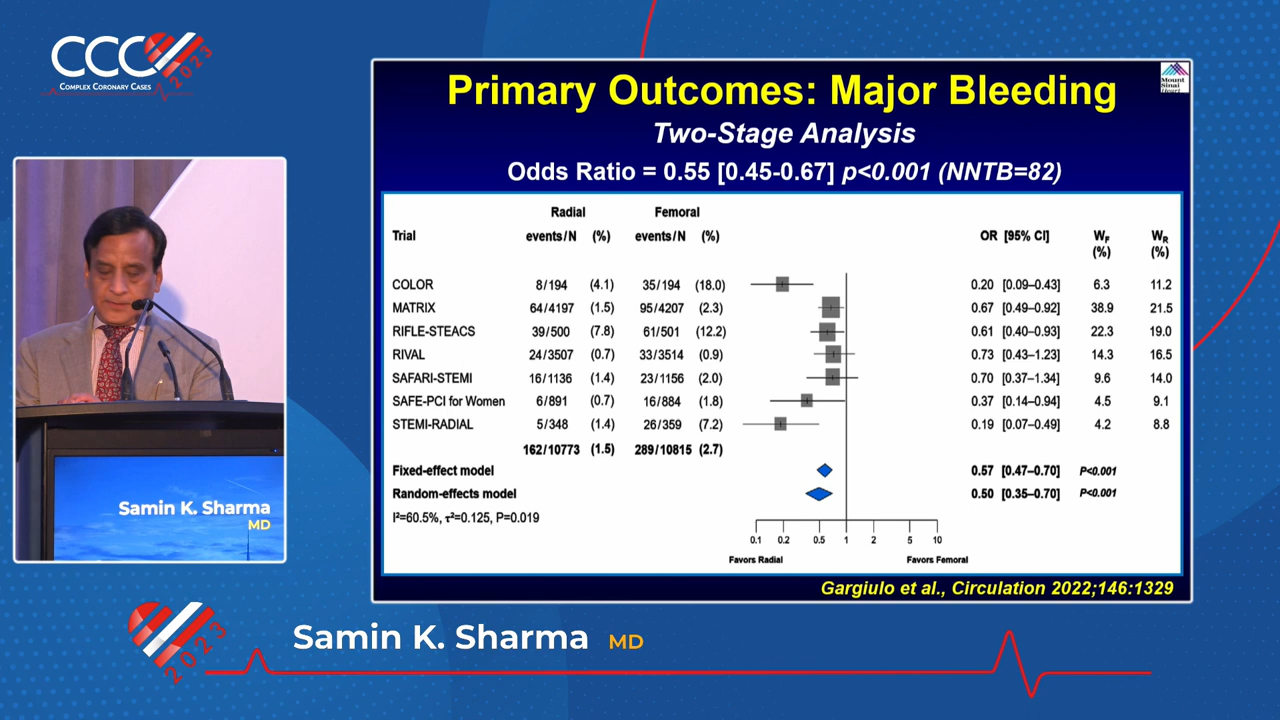 CCC 2023
COMPLEX CORONARY CASES
Primary Outcomes: Major Bleeding
Mount
Sinai
Heart
Two-Stage Analysis
Odds Ratio = 0.55 [0.45-0.67] p<0.001 (NNTB=82)
Radial Femoral
Trial events/N (%) events/N (%) OR [95% CI] WF WR
(%) (%)
COLOR 8/194 (4.1) 35/194 (18.0) 0.20 [0.09–0.43] 6.3 11.2
MATRIX 64/4197 (1.5) 95/4207 (2.3) 0.67 [0.49–0.92] 38.9 21.5
RIFLE-STEACS 39/500 (7.8) 61/501 (12.2) 0.61 [0.40–0.93] 22.3 19.0
RIVAL 24/3507 (0.7) 33/3514 (0.9) 0.73 [0.43–1.23] 14.3 16.5
SAFARI-STEMI 16/1136 (1.4) 23/1156 (2.0) 0.70 [0.37–1.34] 9.6 14.0
SAFE-PCI for Women 6/891 (0.7) 16/884 (1.8) 0.37 [0.14–0.94] 4.5 9.1
STEMI-RADIAL 5/348 (1.4) 26/359 (7.2) 0.19 [0.07–0.49] 4.2 8.8
162/10773 (1.5) 289/10815 (2.7)
Fixed-effect model 0.57 [0.47–0.70] P<0.001
Random-effects model 0.50 [0.35–0.70] P<0.001
I²=60.5%, τ²=0.125, P=0.019
0.1 0.2 0.5 1 2 5 10
Favors Radial Favors Femoral
Gargiulo et al., Circulation 2022;146:1329
Samin K. Sharma
MD
2023
Samin K. Sharma MD